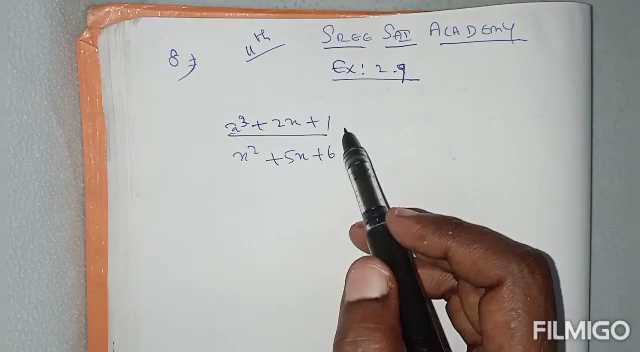 8) 11th SREE SAI ACADEMY
Ex: 2.9
x³ + 2x + 1
x² + 5x + 6
FILMIGO